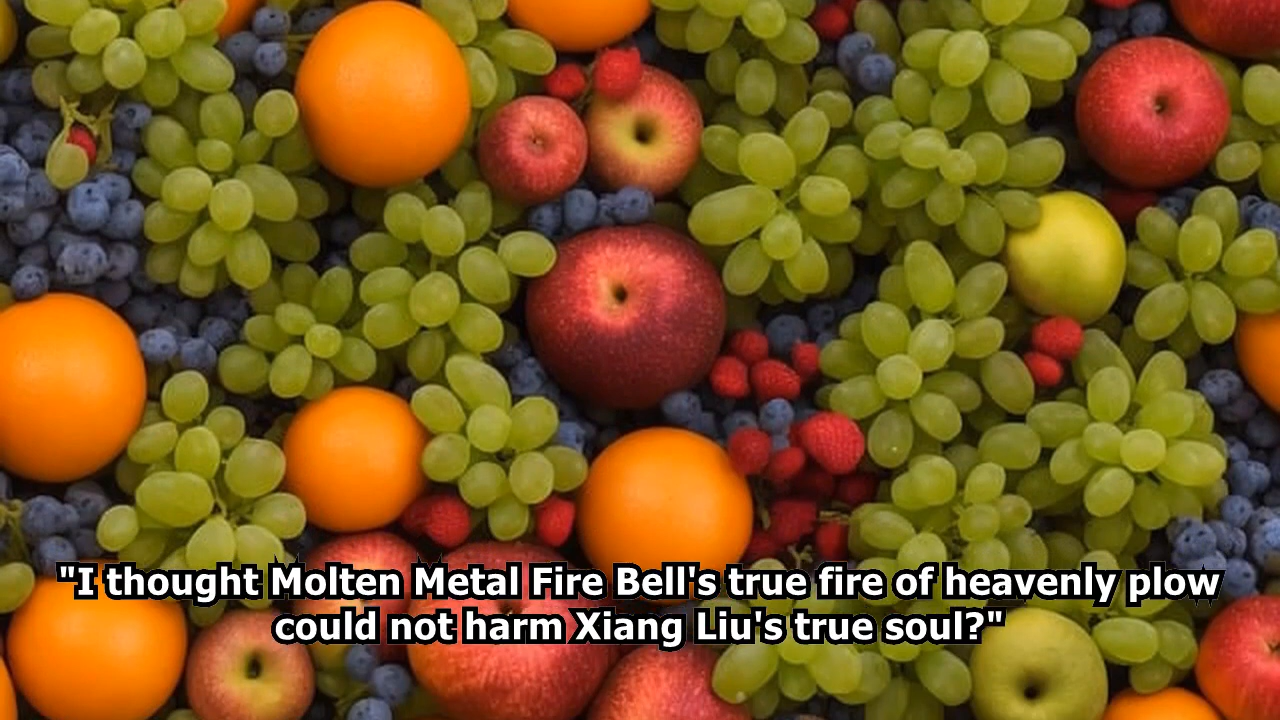 "I thought Molten Metal Fire Bell's true fire of heavenly plow
could not harm Xiang Liu's true soul?"